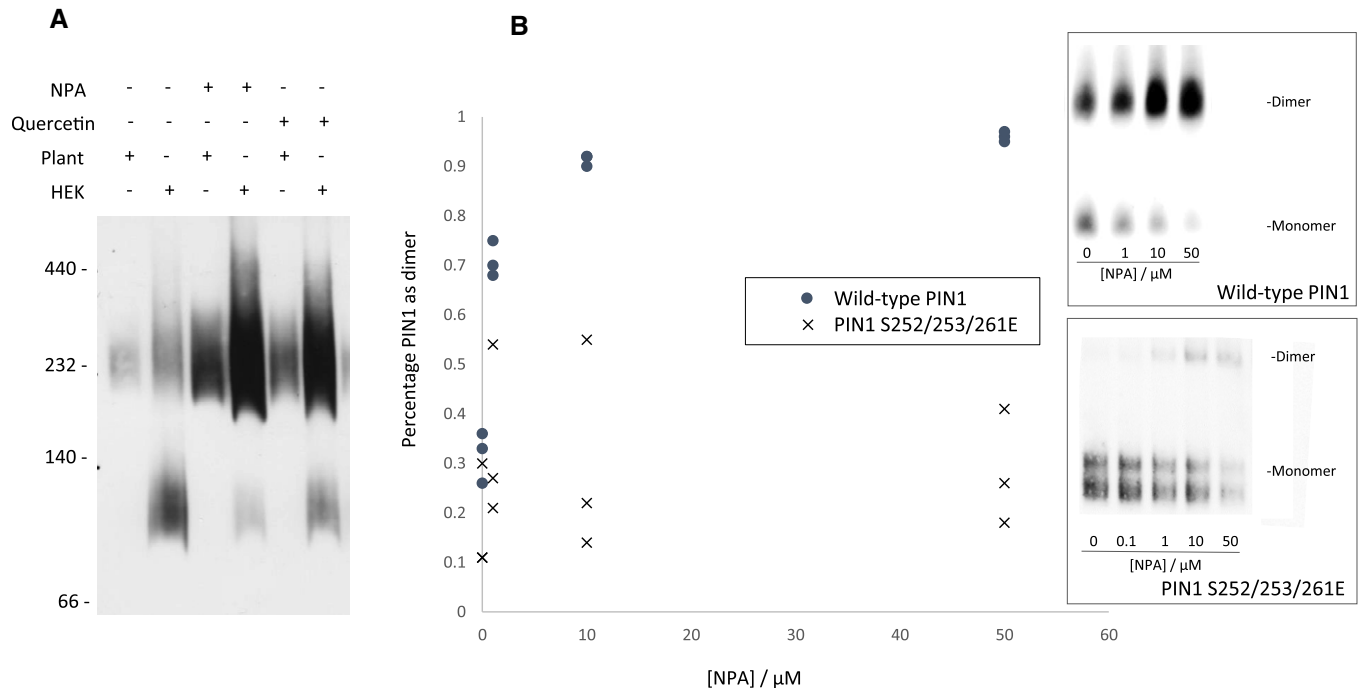 A
B
NPA - - + + - -
Quercetin - - - - + +
Plant + - + - + -
HEK - + - + - +
440 -
232 -
140 -
66 -
Percentage PIN1 as dimer
1
0.9
0.8
0.7
0.6
0.5
0.4
0.3
0.2
0.1
0
0 10 20 30 40 50 60
[NPA] / µM
Wild-type PIN1
PIN1 S252/253/261E
-Dimer
-Monomer
0 1 10 50
[NPA] / µM
Wild-type PIN1
-Dimer
-Monomer
0 0.1 1 10 50
[NPA] / µM
PIN1 S252/253/261E